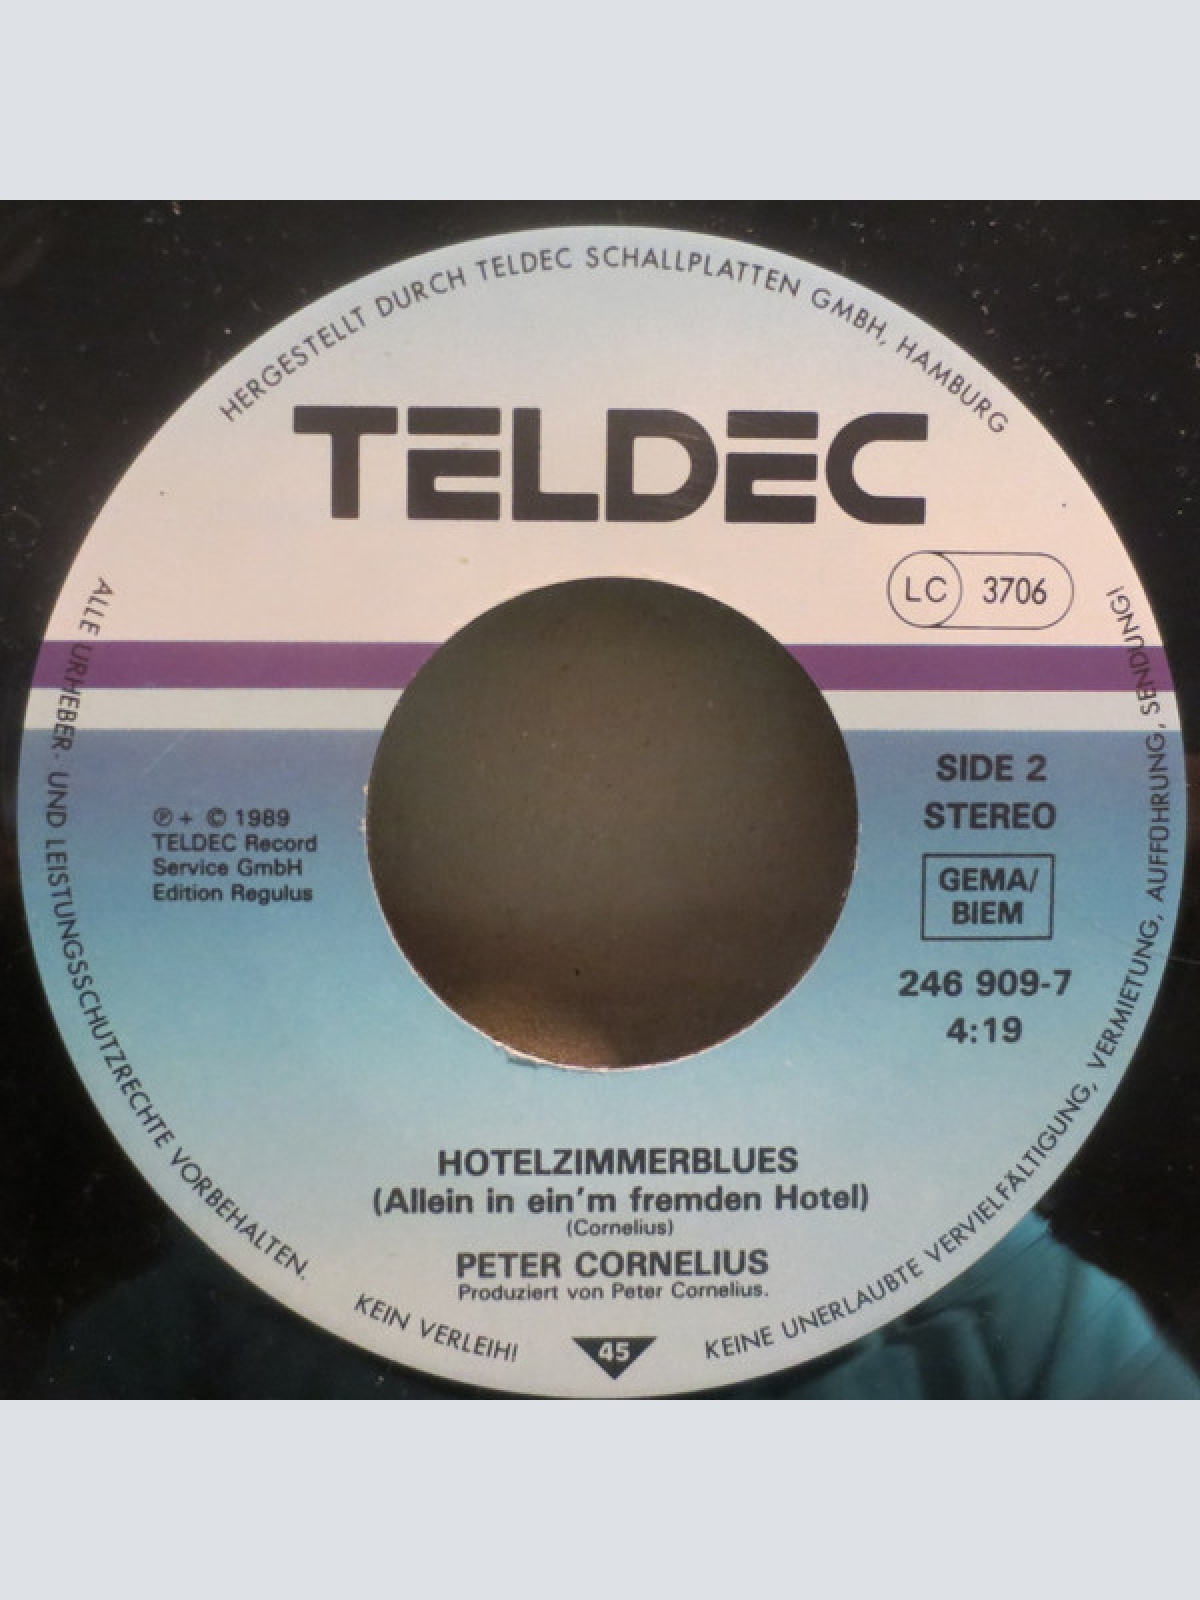 HERGESTELLT DURCH TELDEC SCHALLPLATTEN GMBH, HAMBURG
TELDEC
LC 3706
SIDE 2
STEREO
GEMA/
BIEM
246 909-7
4:19
℗ + © 1989
TELDEC Record
Service GmbH
Edition Regulus
HOTELZIMMERBLUES
(Allein in ein'm fremden Hotel)
(Cornelius)
PETER CORNELIUS
Produziert von Peter Cornelius.
45
ALLE URHEBER- UND LEISTUNGSSCHUTZRECHTE VORBEHALTEN.
KEIN VERLEIH!
KEINE UNERLAUBTE VERVIELFÄLTIGUNG, VERMIETUNG, AUFFÜHRUNG, SENDUNG!